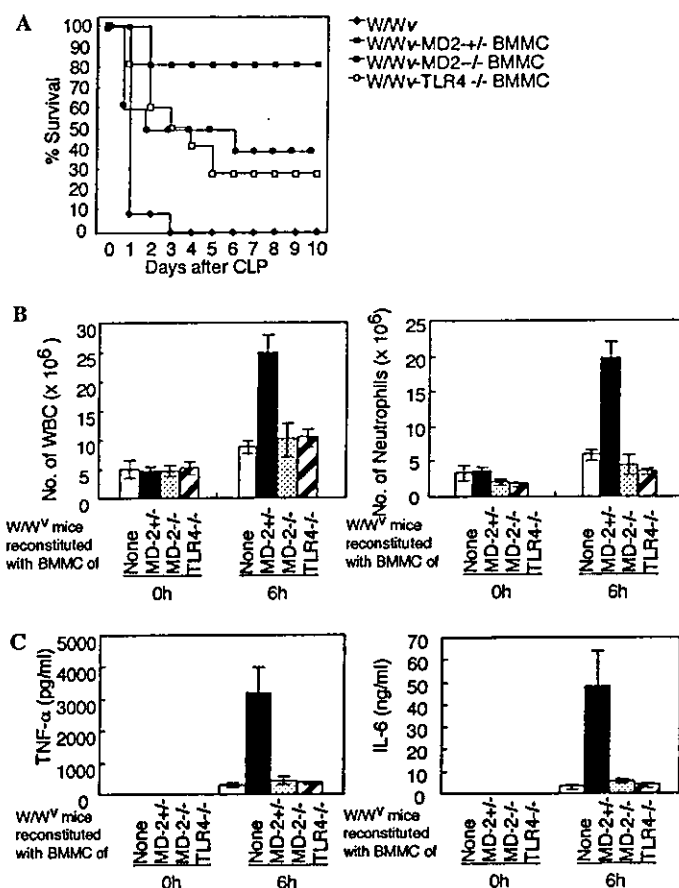 A
W/Wv
W/Wv-MD2-+/- BMMC
W/Wv-MD2-/- BMMC
W/Wv-TLR4 -/- BMMC
100
90
80
70
60
50
40
30
20
10
0
% Survival
0 1 2 3 4 5 6 7 8 9 10
Days after CLP
B
30
25
20
15
10
5
0
No. of WBC (x 10⁶)
W/Wᵛ mice
reconstituted
with BMMC of
None
MD-2+/-
MD-2-/-
TLR4-/-
0h
None
MD-2+/-
MD-2-/-
TLR4-/-
6h
25
20
15
10
5
0
No. of Neutrophils (x 10⁶)
W/Wᵛ mice
reconstituted
with BMMC of
None
MD-2+/-
MD-2-/-
TLR4-/-
0h
None
MD-2+/-
MD-2-/-
TLR4-/-
6h
C
5000
4000
3000
2000
1000
0
TNF-α (pg/ml)
W/Wᵛ mice
reconstituted
with BMMC of
None
MD-2+/-
MD-2-/-
TLR4-/-
0h
None
MD-2+/-
MD-2-/-
TLR4-/-
6h
70
60
50
40
30
20
10
0
IL-6 (ng/ml)
W/Wᵛ mice
reconstituted
with BMMC of
None
MD-2+/-
MD-2-/-
TLR4-/-
0h
None
MD-2+/-
MD-2-/-
TLR4-/-
6h